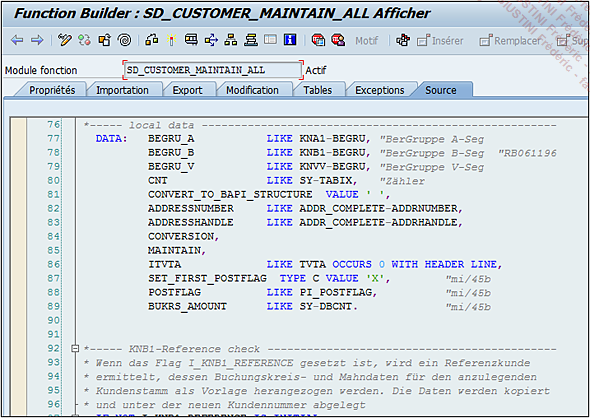 Function Builder : SD_CUSTOMER_MAINTAIN_ALL Afficher
Motif Insérer Remplacer
Module fonction SD_CUSTOMER_MAINTAIN_ALL Actif
Propriétés Importation Export Modification Tables Exceptions Source
76 *----- local data -----------------------------------------------------
77 DATA: BEGRU_A LIKE KNA1-BEGRU, "BerGruppe A-Seg
78 BEGRU_B LIKE KNB1-BEGRU, "BerGruppe B-Seg "RB061196
79 BEGRU_V LIKE KNVV-BEGRU, "BerGruppe V-Seg
80 CNT LIKE SY-TABIX, "Zähler
81 CONVERT_TO_BAPI_STRUCTURE VALUE ' ',
82 ADDRESSNUMBER LIKE ADDR_COMPLETE-ADDRNUMBER,
83 ADDRESSHANDLE LIKE ADDR_COMPLETE-ADDRHANDLE,
84 CONVERSION,
85 MAINTAIN,
86 ITVTA LIKE TVTA OCCURS 0 WITH HEADER LINE,
87 SET_FIRST_POSTFLAG TYPE C VALUE 'X', "mi/45b
88 POSTFLAG LIKE PI_POSTFLAG, "mi/45b
89 BUKRS_AMOUNT LIKE SY-DBCNT. "mi/45b
90
91
92 *----- KNB1-Reference check -------------------------------------------
93 * Wenn das Flag I_KNB1_REFERENCE gesetzt ist, wird ein Referenzkunde
94 * ermittelt, dessen Buchungskreis- und Mahndaten für den anzulegenden
95 * Kundenstamm als Vorlage herangezogen werden. Die Daten werden kopiert
96 * und unter der neuen Kundennummer abgelegt